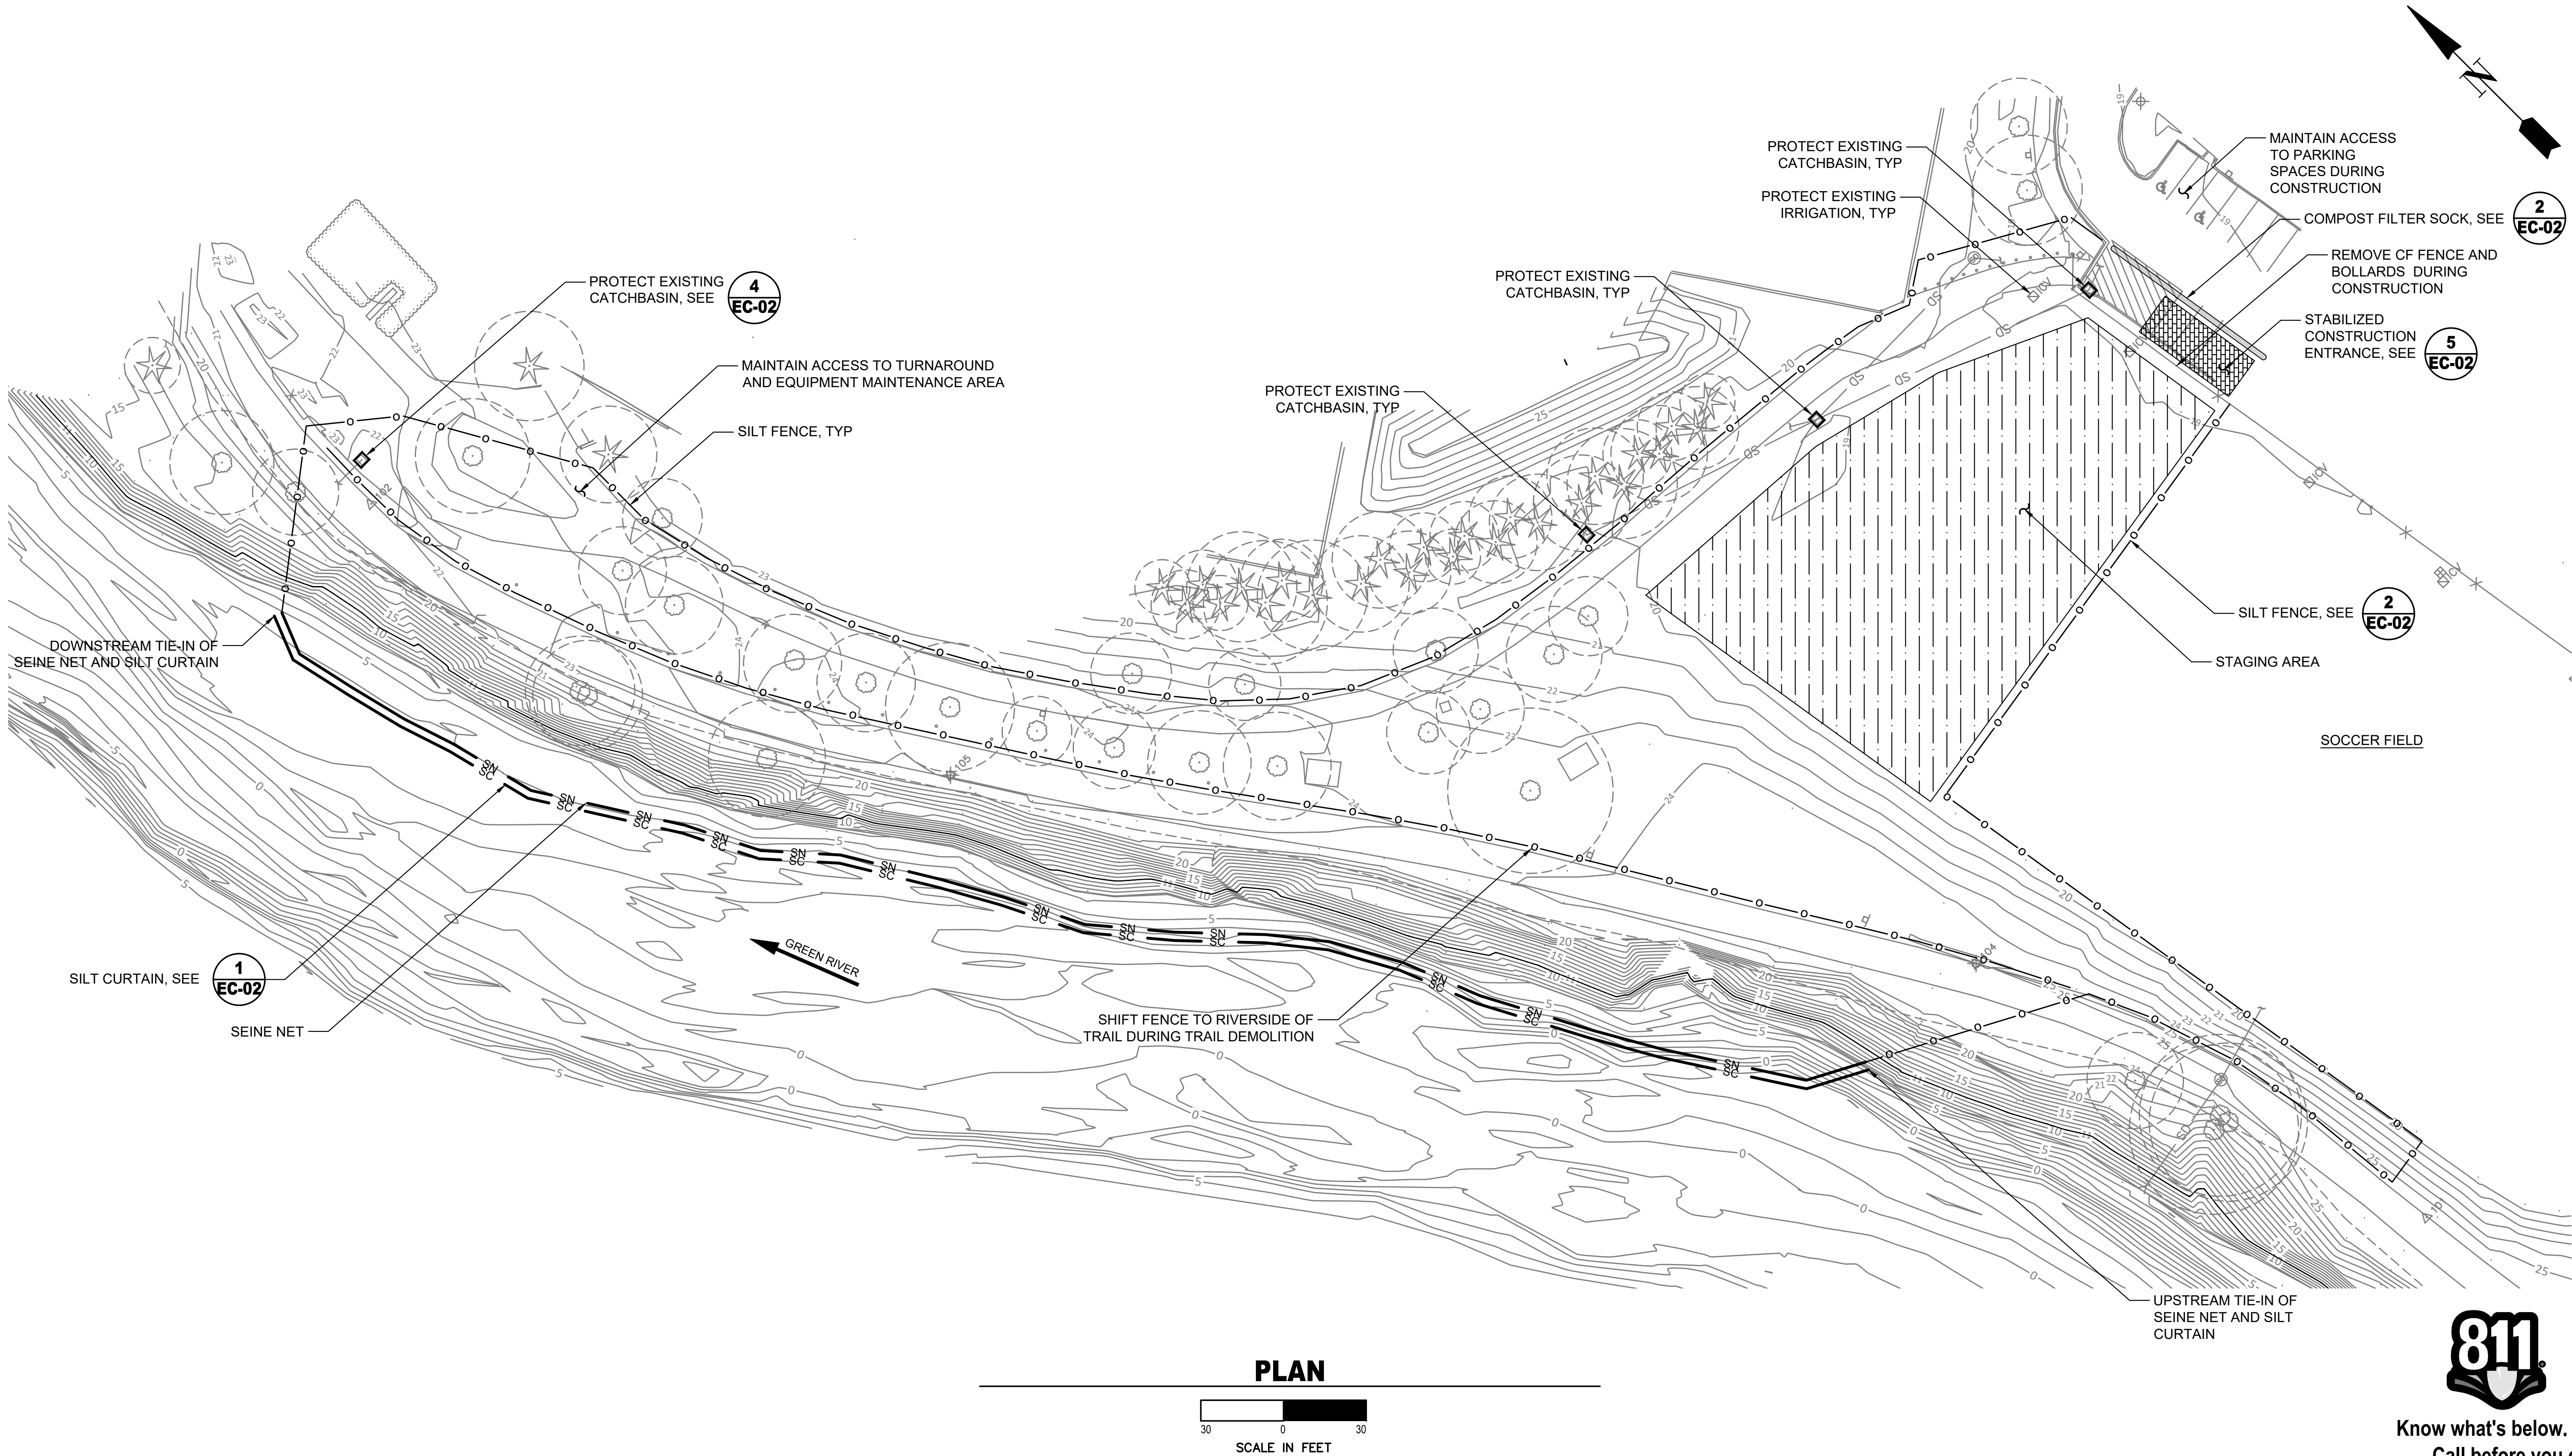 N
PROTECT EXISTING
CATCHBASIN, TYP
MAINTAIN ACCESS
TO PARKING
SPACES DURING
CONSTRUCTION
PROTECT EXISTING
IRRIGATION, TYP
COMPOST FILTER SOCK, SEE
2
EC-02
REMOVE CF FENCE AND
BOLLARDS DURING
CONSTRUCTION
STABILIZED
CONSTRUCTION
ENTRANCE, SEE
5
EC-02
PROTECT EXISTING
CATCHBASIN, SEE
4
EC-02
PROTECT EXISTING
CATCHBASIN, TYP
MAINTAIN ACCESS TO TURNAROUND
AND EQUIPMENT MAINTENANCE AREA
PROTECT EXISTING
CATCHBASIN, TYP
SILT FENCE, TYP
SILT FENCE, SEE
2
EC-02
STAGING AREA
DOWNSTREAM TIE-IN OF
SEINE NET AND SILT CURTAIN
SOCCER FIELD
SILT CURTAIN, SEE
1
EC-02
SEINE NET
GREEN RIVER
SHIFT FENCE TO RIVERSIDE OF
TRAIL DURING TRAIL DEMOLITION
UPSTREAM TIE-IN OF
SEINE NET AND SILT
CURTAIN
PLAN
30 0 30
SCALE IN FEET
811
Know what's below.
Call before you